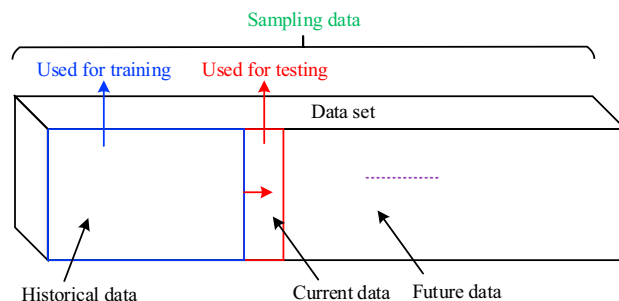 Sampling data
Used for training
Used for testing
Data set
Historical data
Current data
Future data